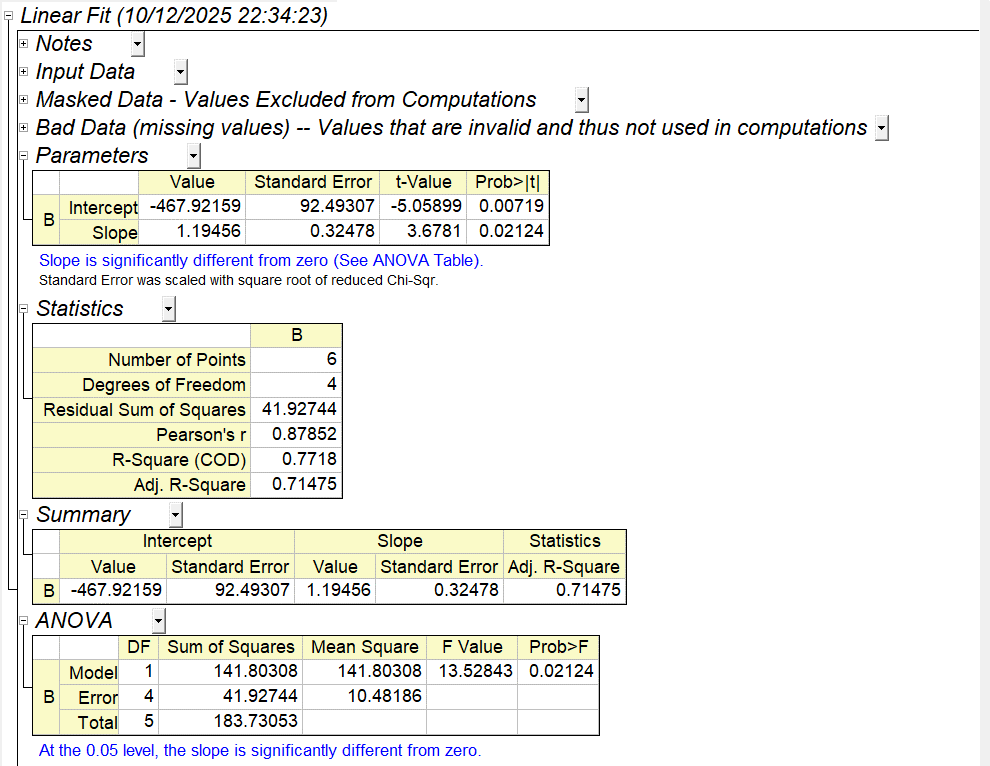 Linear Fit (10/12/2025 22:34:23)
Notes
Input Data
Masked Data - Values Excluded from Computations
Bad Data (missing values) -- Values that are invalid and thus not used in computations
Parameters
Value Standard Error t-Value Prob>|t|
B Intercept -467.92159 92.49307 -5.05899 0.00719
Slope 1.19456 0.32478 3.6781 0.02124
Slope is significantly different from zero (See ANOVA Table).
Standard Error was scaled with square root of reduced Chi-Sqr.
Statistics
B
Number of Points 6
Degrees of Freedom 4
Residual Sum of Squares 41.92744
Pearson's r 0.87852
R-Square (COD) 0.7718
Adj. R-Square 0.71475
Summary
Intercept Slope Statistics
Value Standard Error Value Standard Error Adj. R-Square
B -467.92159 92.49307 1.19456 0.32478 0.71475
ANOVA
DF Sum of Squares Mean Square F Value Prob>F
Model 1 141.80308 141.80308 13.52843 0.02124
B Error 4 41.92744 10.48186
Total 5 183.73053
At the 0.05 level, the slope is significantly different from zero.